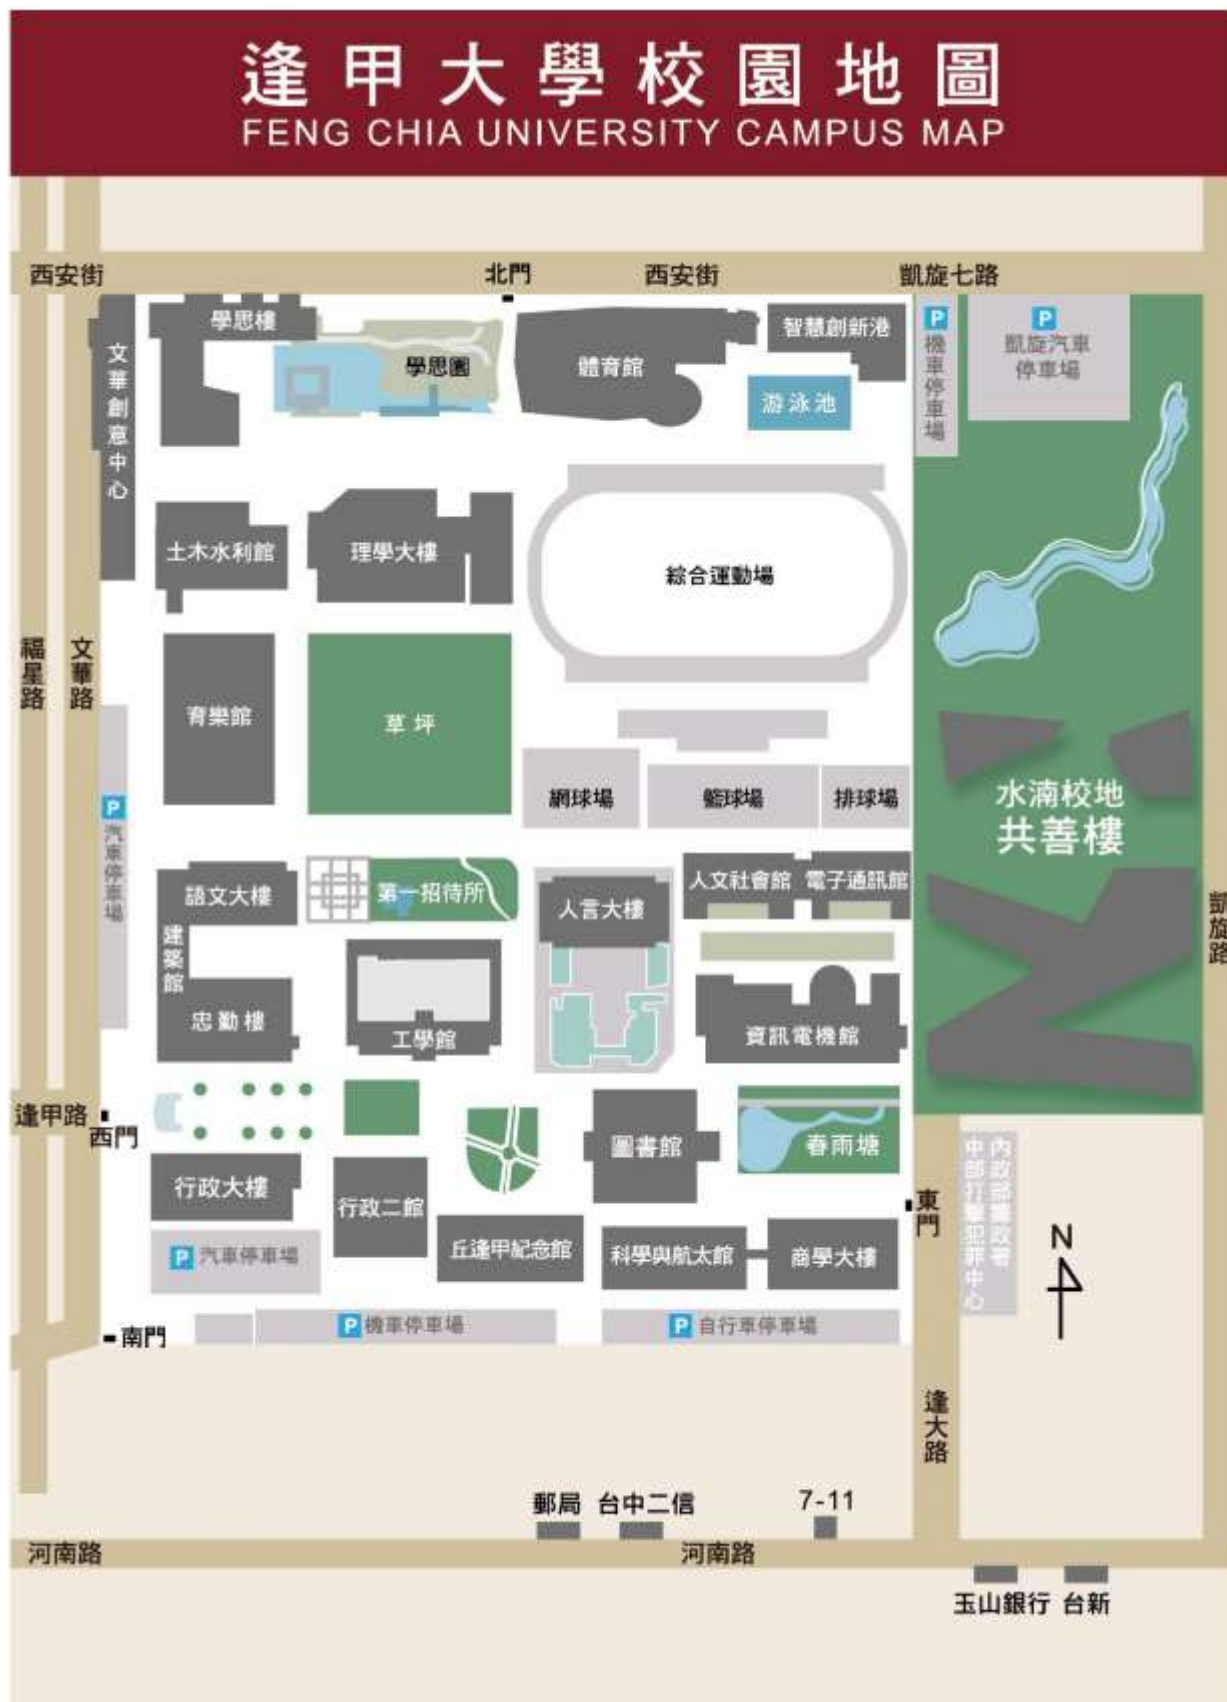 逢甲大學校園地圖
FENG CHIA UNIVERSITY CAMPUS MAP
西安街
北門
西安街
凱旋七路
學思樓
學思園
體育館
智慧創新港
游泳池
P
機車停車場
P
凱旋汽車
停車場
文華創意中心
土木水利館
理學大樓
綜合運動場
福星路
文華路
育樂館
草坪
網球場
籃球場
排球場
水湳校地
共善樓
P
汽車停車場
語文大樓
第一招待所
人言大樓
人文社會館
電子通訊館
凱旋路
建築館
忠勤樓
工學館
資訊電機館
逢甲路
西門
圖書館
春雨塘
行政大樓
行政二館
東門
內政部警政署
中部打擊犯罪中心
N
P 汽車停車場
丘逢甲紀念館
科學與航太館
商學大樓
南門
P 機車停車場
P 自行車停車場
逢大路
郵局
台中二信
7-11
河南路
河南路
玉山銀行
台新